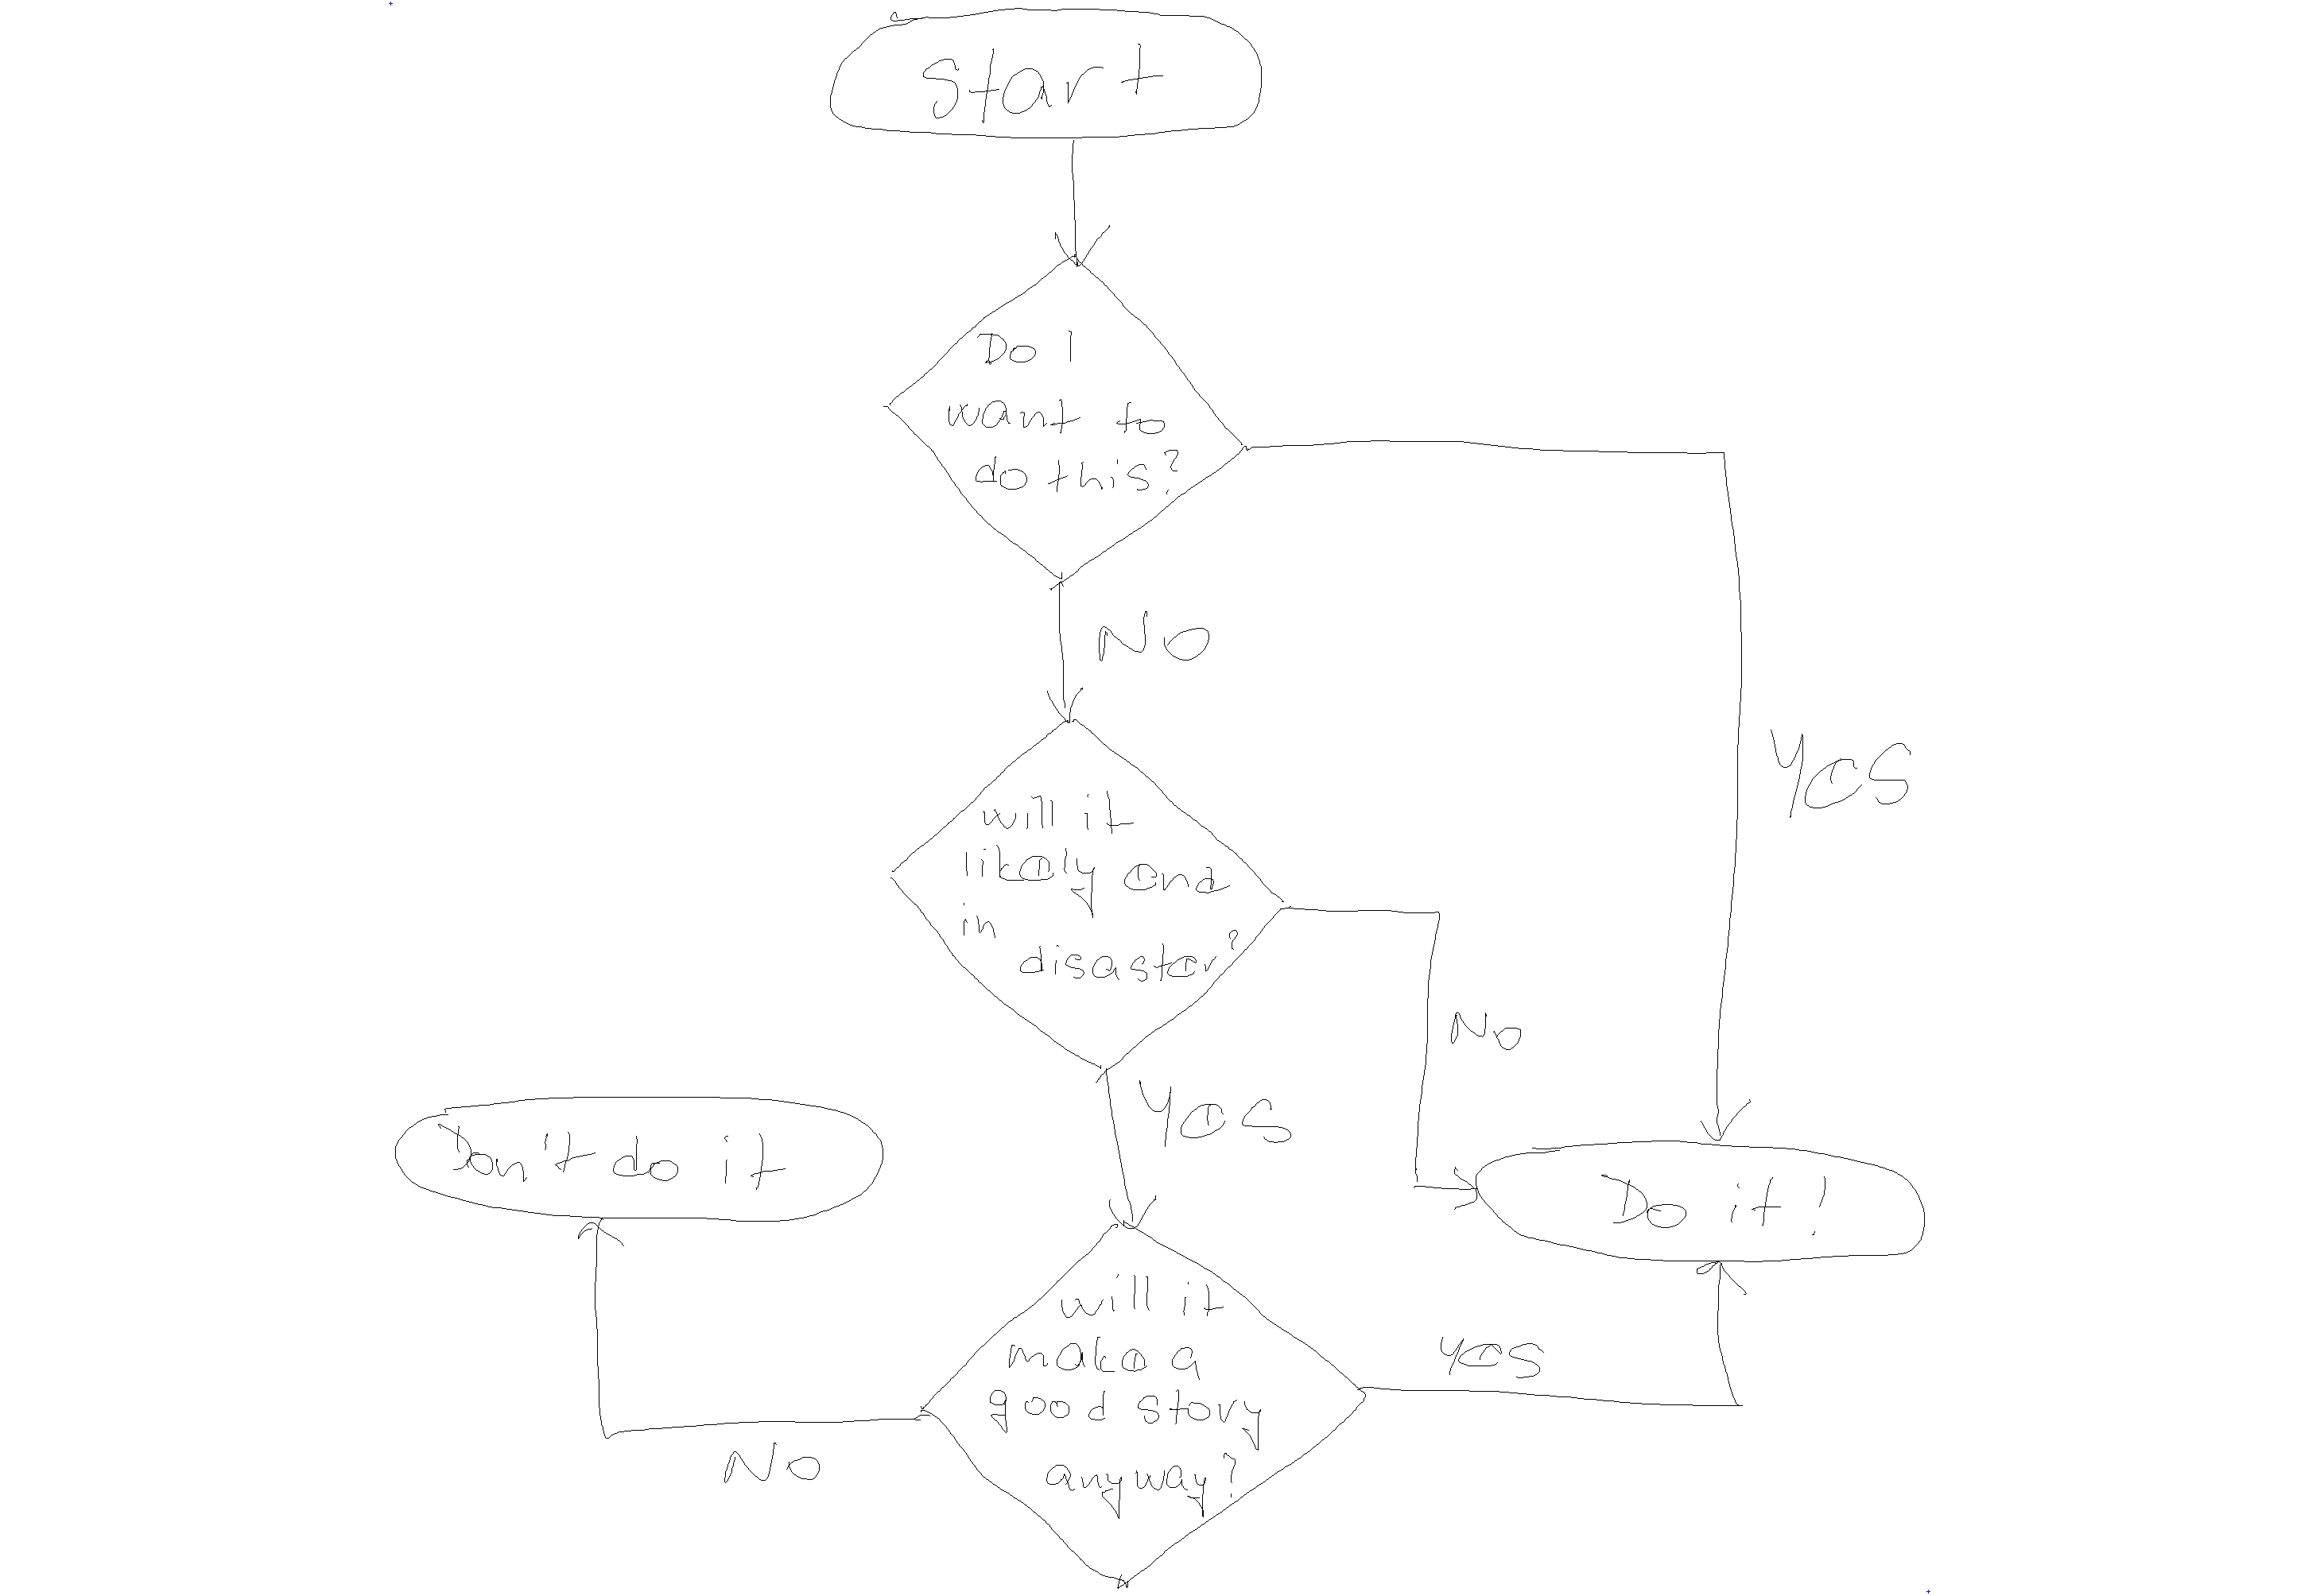 Start
Do I
want to
do this?
NO
Yes
will it
likely end
in
disaster?
No
Yes
Don't do it
Do it!
will it
make a
good story
anyway?
Yes
No